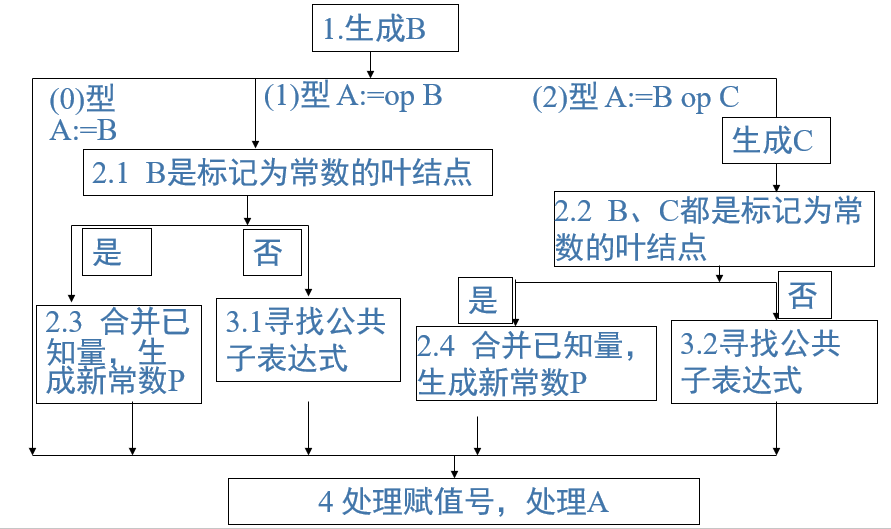 1.生成B
(0)型
A:=B
(1)型 A:=op B
(2)型 A:=B op C
生成C
2.1 B是标记为常数的叶结点
2.2 B、C都是标记为常
数的叶结点
是
否
是
否
2.3 合并已
知量，生
成新常数P
3.1寻找公共
子表达式
2.4 合并已知量，
生成新常数P
3.2寻找公共
子表达式
4 处理赋值号，处理A